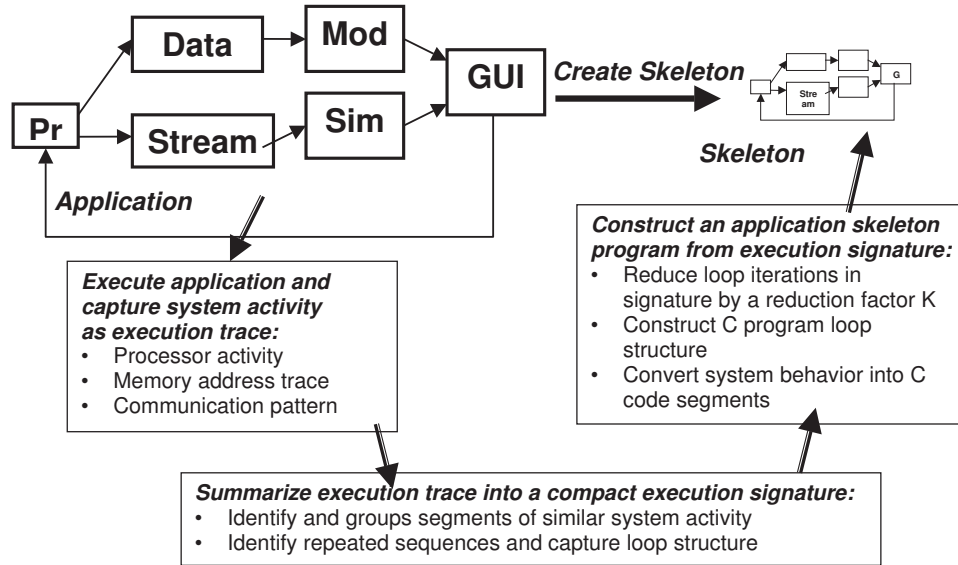 Data
Mod
GUI
Pr
Stream
Sim
Create Skeleton
Stre
am
G
Skeleton
Application
Execute application and
capture system activity
as execution trace:
• Processor activity
• Memory address trace
• Communication pattern
Summarize execution trace into a compact execution signature:
• Identify and groups segments of similar system activity
• Identify repeated sequences and capture loop structure
Construct an application skeleton
program from execution signature:
• Reduce loop iterations in
signature by a reduction factor K
• Construct C program loop
structure
• Convert system behavior into C
code segments